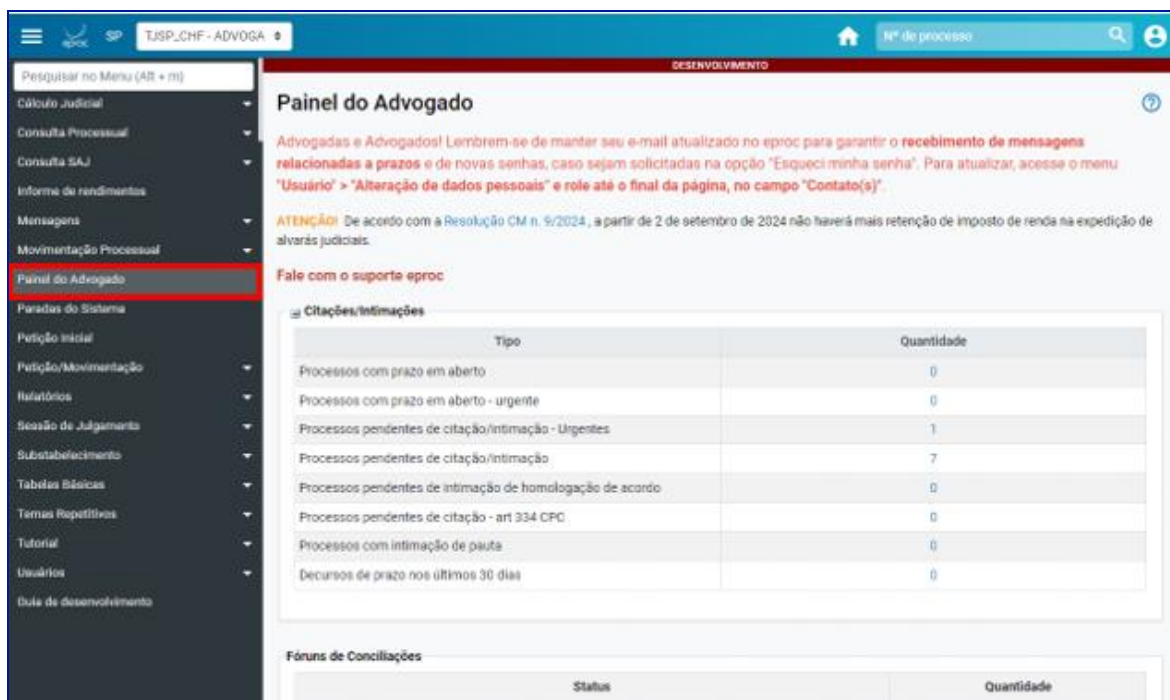 eproc SP TJSP_CHF - ADVOGA Nº de processo
DESENVOLVIMENTO
Pesquisar no Menu (Alt + m)
Cálculo Judicial
Consulta Processual
Consulta SAJ
Informe de rendimentos
Mensagens
Movimentação Processual
Painel do Advogado
Paradas do Sistema
Petição Inicial
Petição/Movimentação
Relatórios
Sessão de Julgamento
Substabelecimento
Tabelas Básicas
Temas Repetitivos
Tutorial
Usuários
Guia de desenvolvimento
Painel do Advogado
Advogadas e Advogados! Lembrem-se de manter seu e-mail atualizado no eproc para garantir o recebimento de mensagens
relacionadas a prazos e de novas senhas, caso sejam solicitadas na opção "Esqueci minha senha". Para atualizar, acesse o menu
"Usuário" > "Alteração de dados pessoais" e role até o final da página, no campo "Contato(s)".
ATENÇÃO! De acordo com a Resolução CM n. 9/2024 , a partir de 2 de setembro de 2024 não haverá mais retenção de imposto de renda na expedição de
alvarás judiciais.
Fale com o suporte eproc
Citações/Intimações
Tipo Quantidade
Processos com prazo em aberto 0
Processos com prazo em aberto - urgente 0
Processos pendentes de citação/intimação - Urgentes 1
Processos pendentes de citação/intimação 7
Processos pendentes de intimação de homologação de acordo 0
Processos pendentes de citação - art 334 CPC 0
Processos com intimação de pauta 0
Decursos de prazo nos últimos 30 dias 0
Fóruns de Conciliações
Status Quantidade